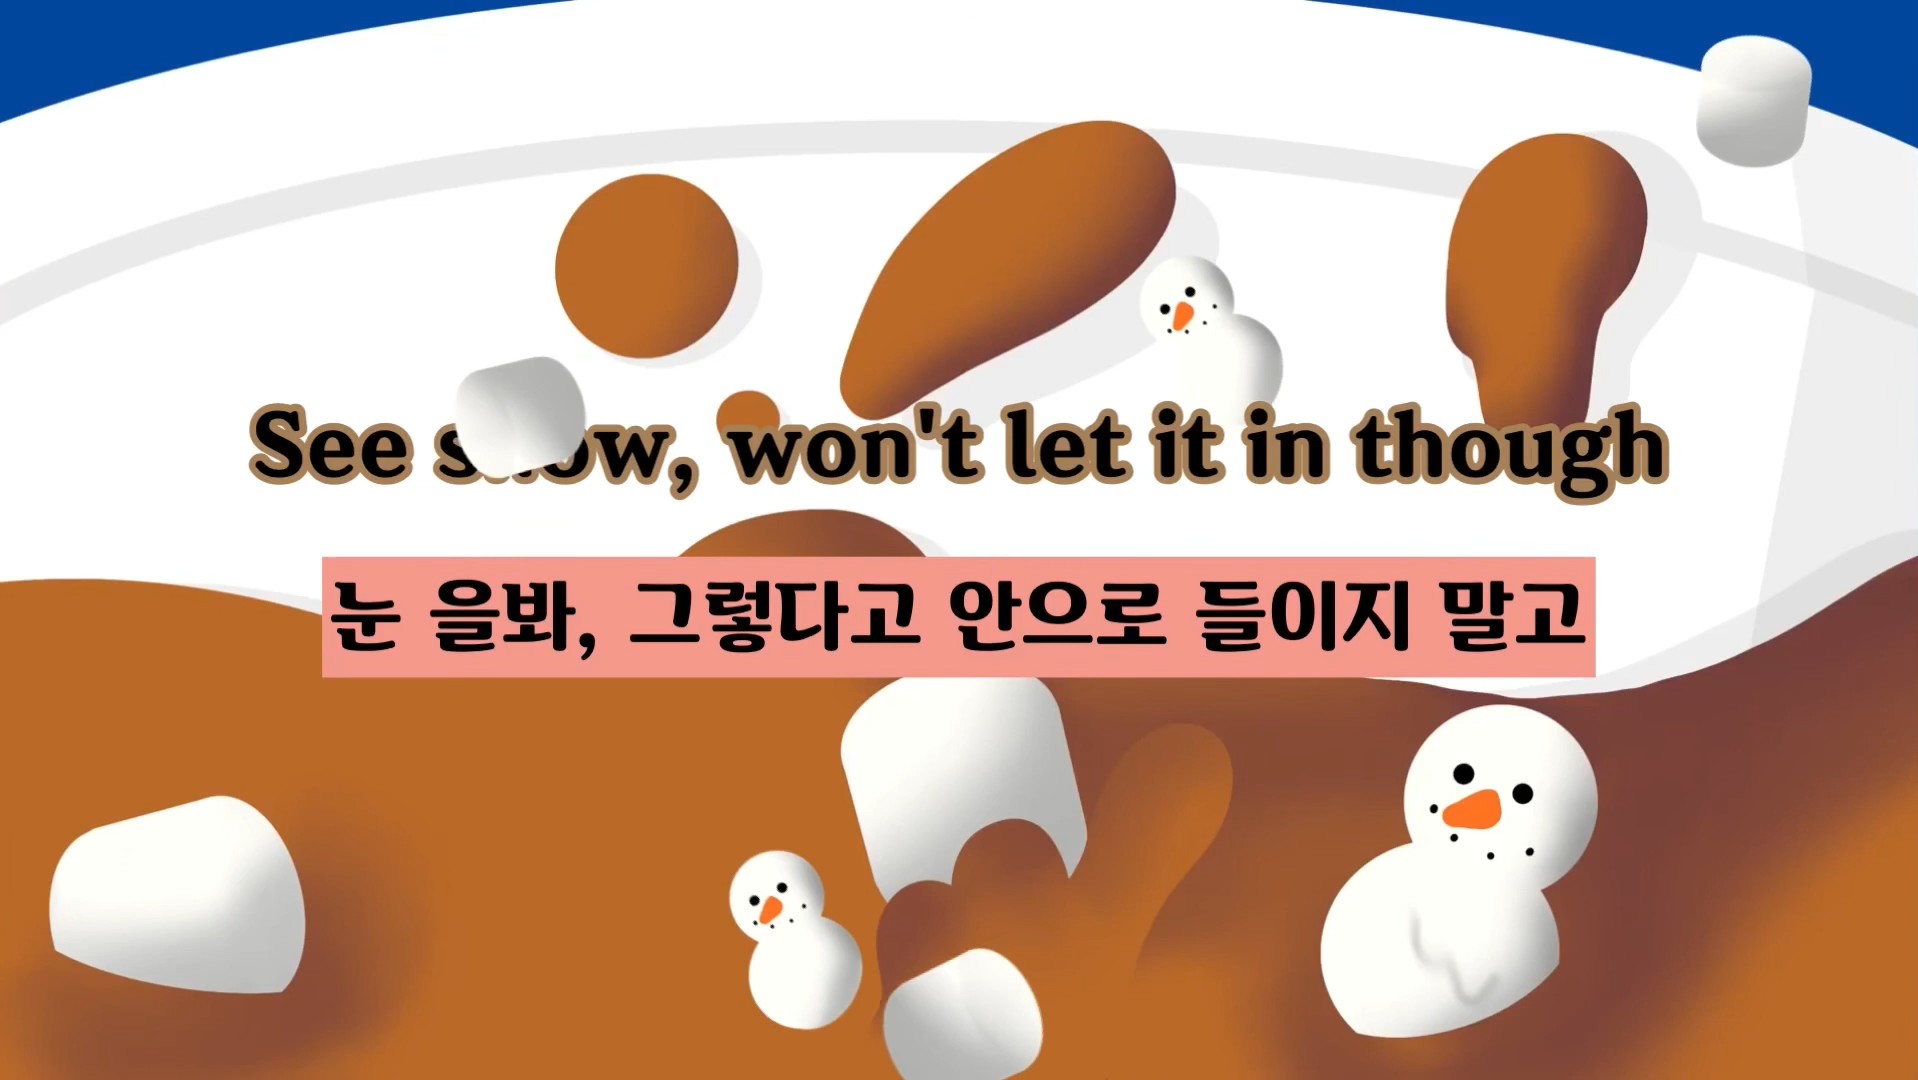 See snow, won't let it in though
눈 을봐, 그렇다고 안으로 들이지 말고